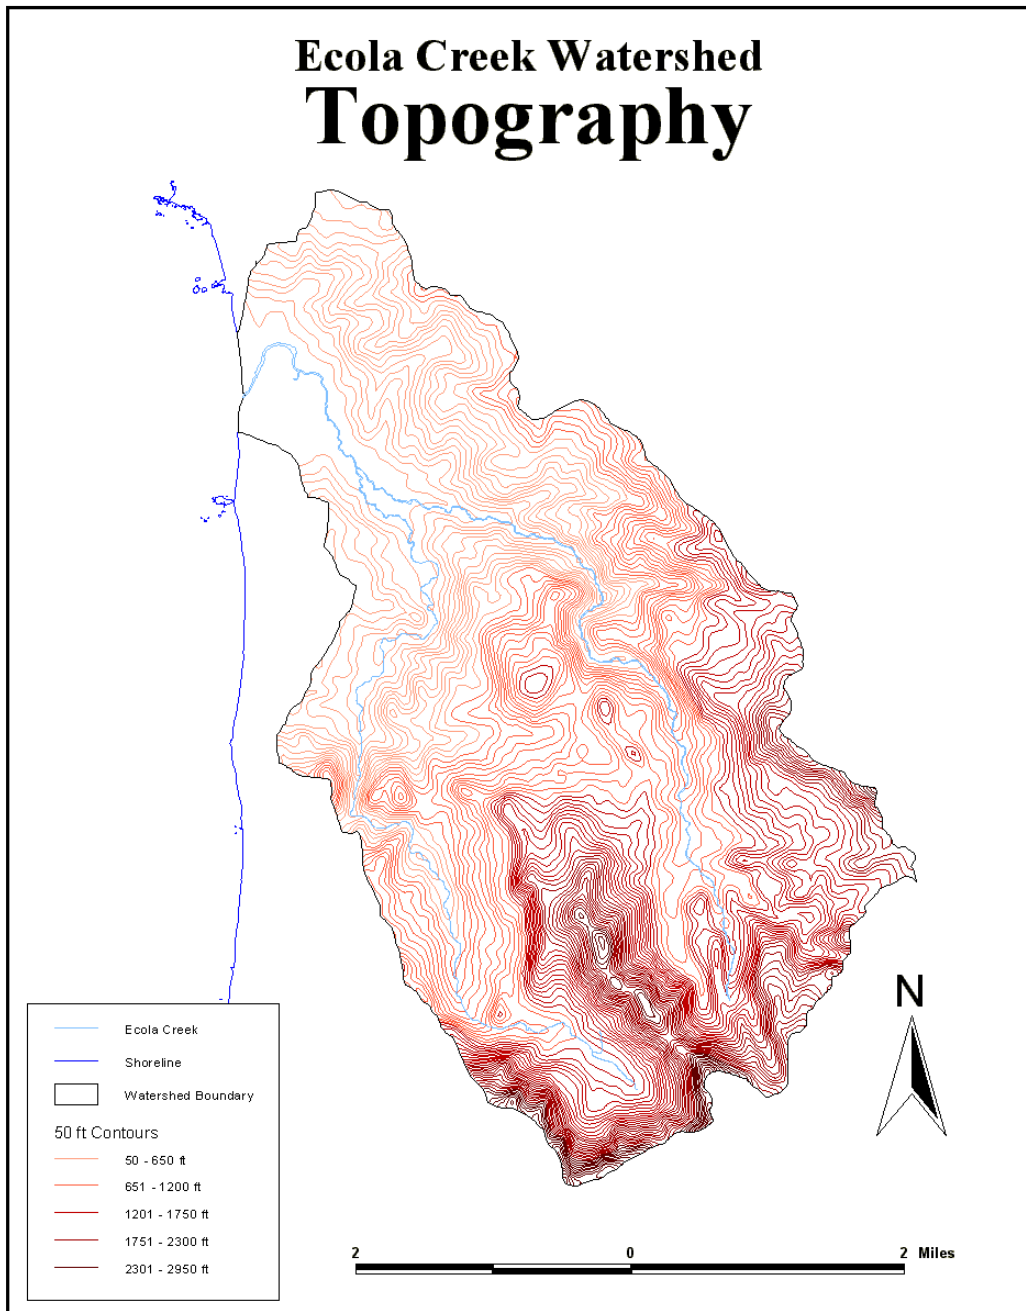 Ecola Creek Watershed
Topography
N
Ecola Creek
Shoreline
Watershed Boundary
50 ft Contours
50 - 650 ft
651 - 1200 ft
1201 - 1750 ft
1751 - 2300 ft
2301 - 2950 ft
2 0 2 Miles